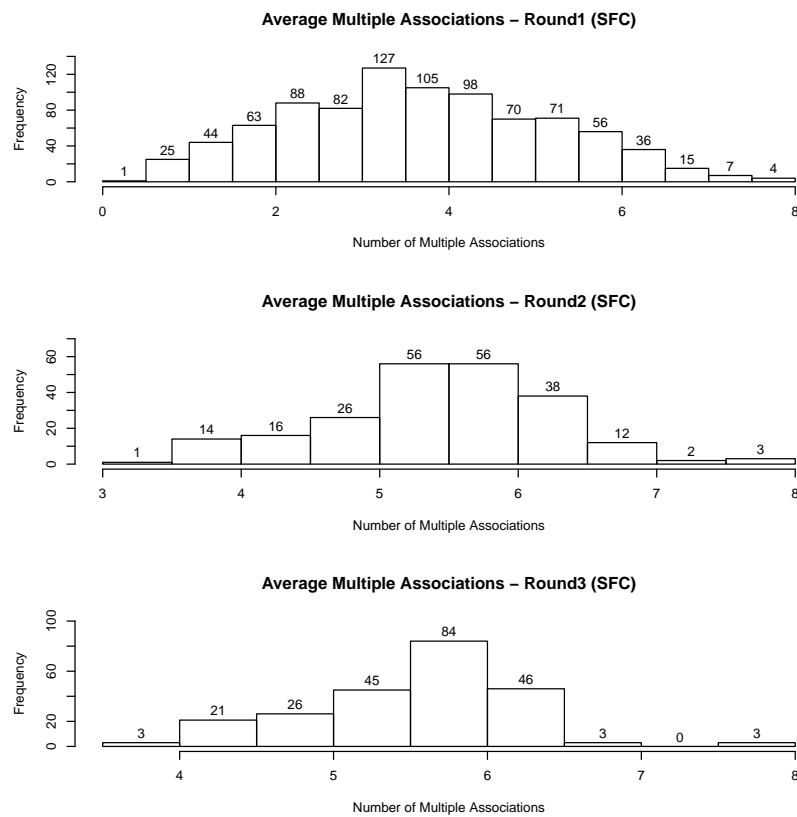 Average Multiple Associations – Round1 (SFC)
Frequency
0 40 80 120
1 25 44 63 88 82 127 105 98 70 71 56 36 15 7 4
0 2 4 6 8
Number of Multiple Associations
Average Multiple Associations – Round2 (SFC)
Frequency
0 20 40 60
1 14 16 26 56 56 38 12 2 3
3 4 5 6 7 8
Number of Multiple Associations
Average Multiple Associations – Round3 (SFC)
Frequency
0 20 60 100
3 21 26 45 84 46 3 0 3
4 5 6 7 8
Number of Multiple Associations